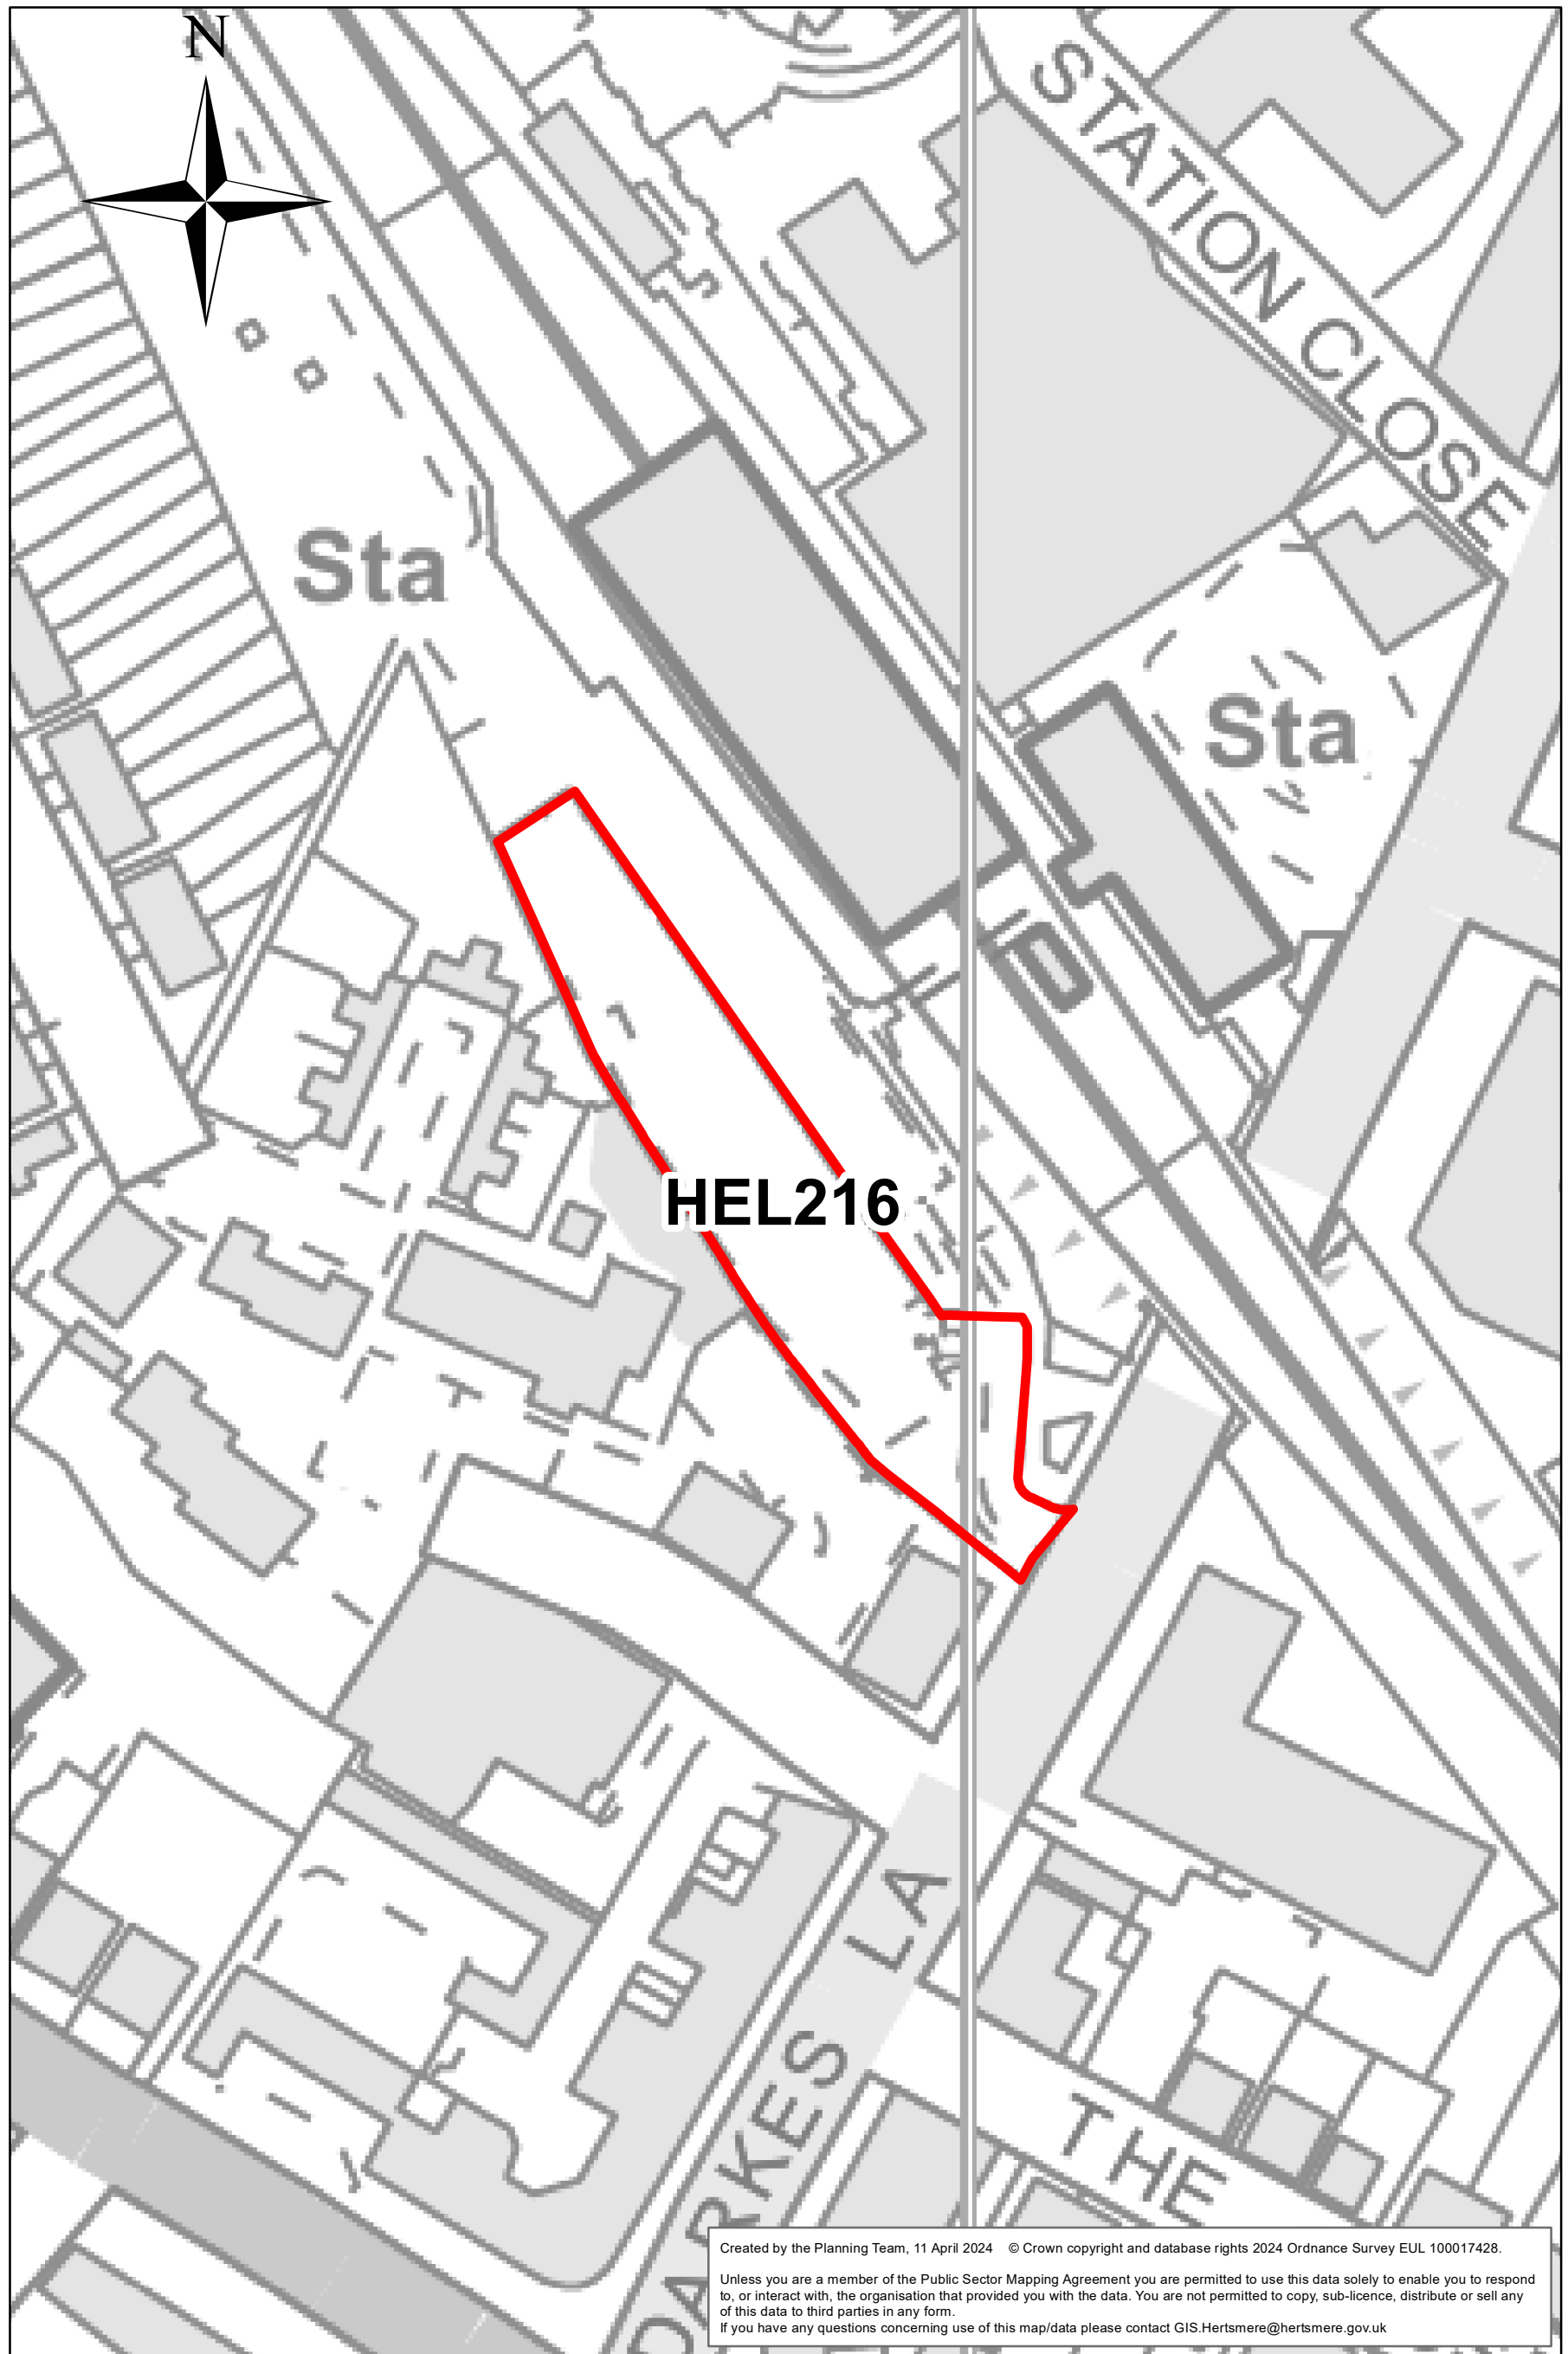 N
STATION CLOSE
Sta
Sta
HEL216
DARKES LA
THE
Created by the Planning Team, 11 April 2024 © Crown copyright and database rights 2024 Ordnance Survey EUL 100017428.
Unless you are a member of the Public Sector Mapping Agreement you are permitted to use this data solely to enable you to respond
to, or interact with, the organisation that provided you with the data. You are not permitted to copy, sub-licence, distribute or sell any
of this data to third parties in any form.
If you have any questions concerning use of this map/data please contact GIS.Hertsmere@hertsmere.gov.uk